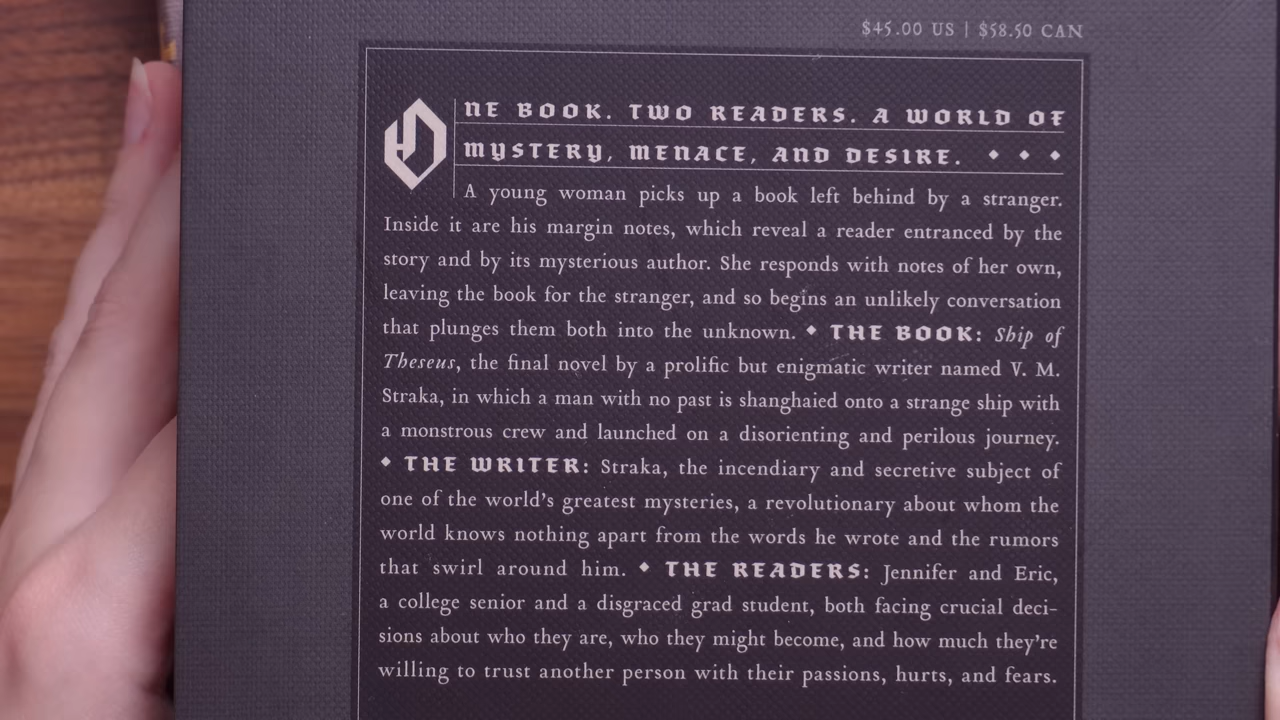 $45.00 US | $58.50 CAN
ONE BOOK. TWO READERS. A WORLD OF
MYSTERY, MENACE, AND DESIRE. ◆ ◆ ◆
A young woman picks up a book left behind by a stranger.
Inside it are his margin notes, which reveal a reader entranced by the
story and by its mysterious author. She responds with notes of her own,
leaving the book for the stranger, and so begins an unlikely conversation
that plunges them both into the unknown. ◆ THE BOOK: Ship of
Theseus, the final novel by a prolific but enigmatic writer named V. M.
Straka, in which a man with no past is shanghaied onto a strange ship with
a monstrous crew and launched on a disorienting and perilous journey.
◆ THE WRITER: Straka, the incendiary and secretive subject of
one of the world's greatest mysteries, a revolutionary about whom the
world knows nothing apart from the words he wrote and the rumors
that swirl around him. ◆ THE READERS: Jennifer and Eric,
a college senior and a disgraced grad student, both facing crucial deci-
sions about who they are, who they might become, and how much they're
willing to trust another person with their passions, hurts, and fears.